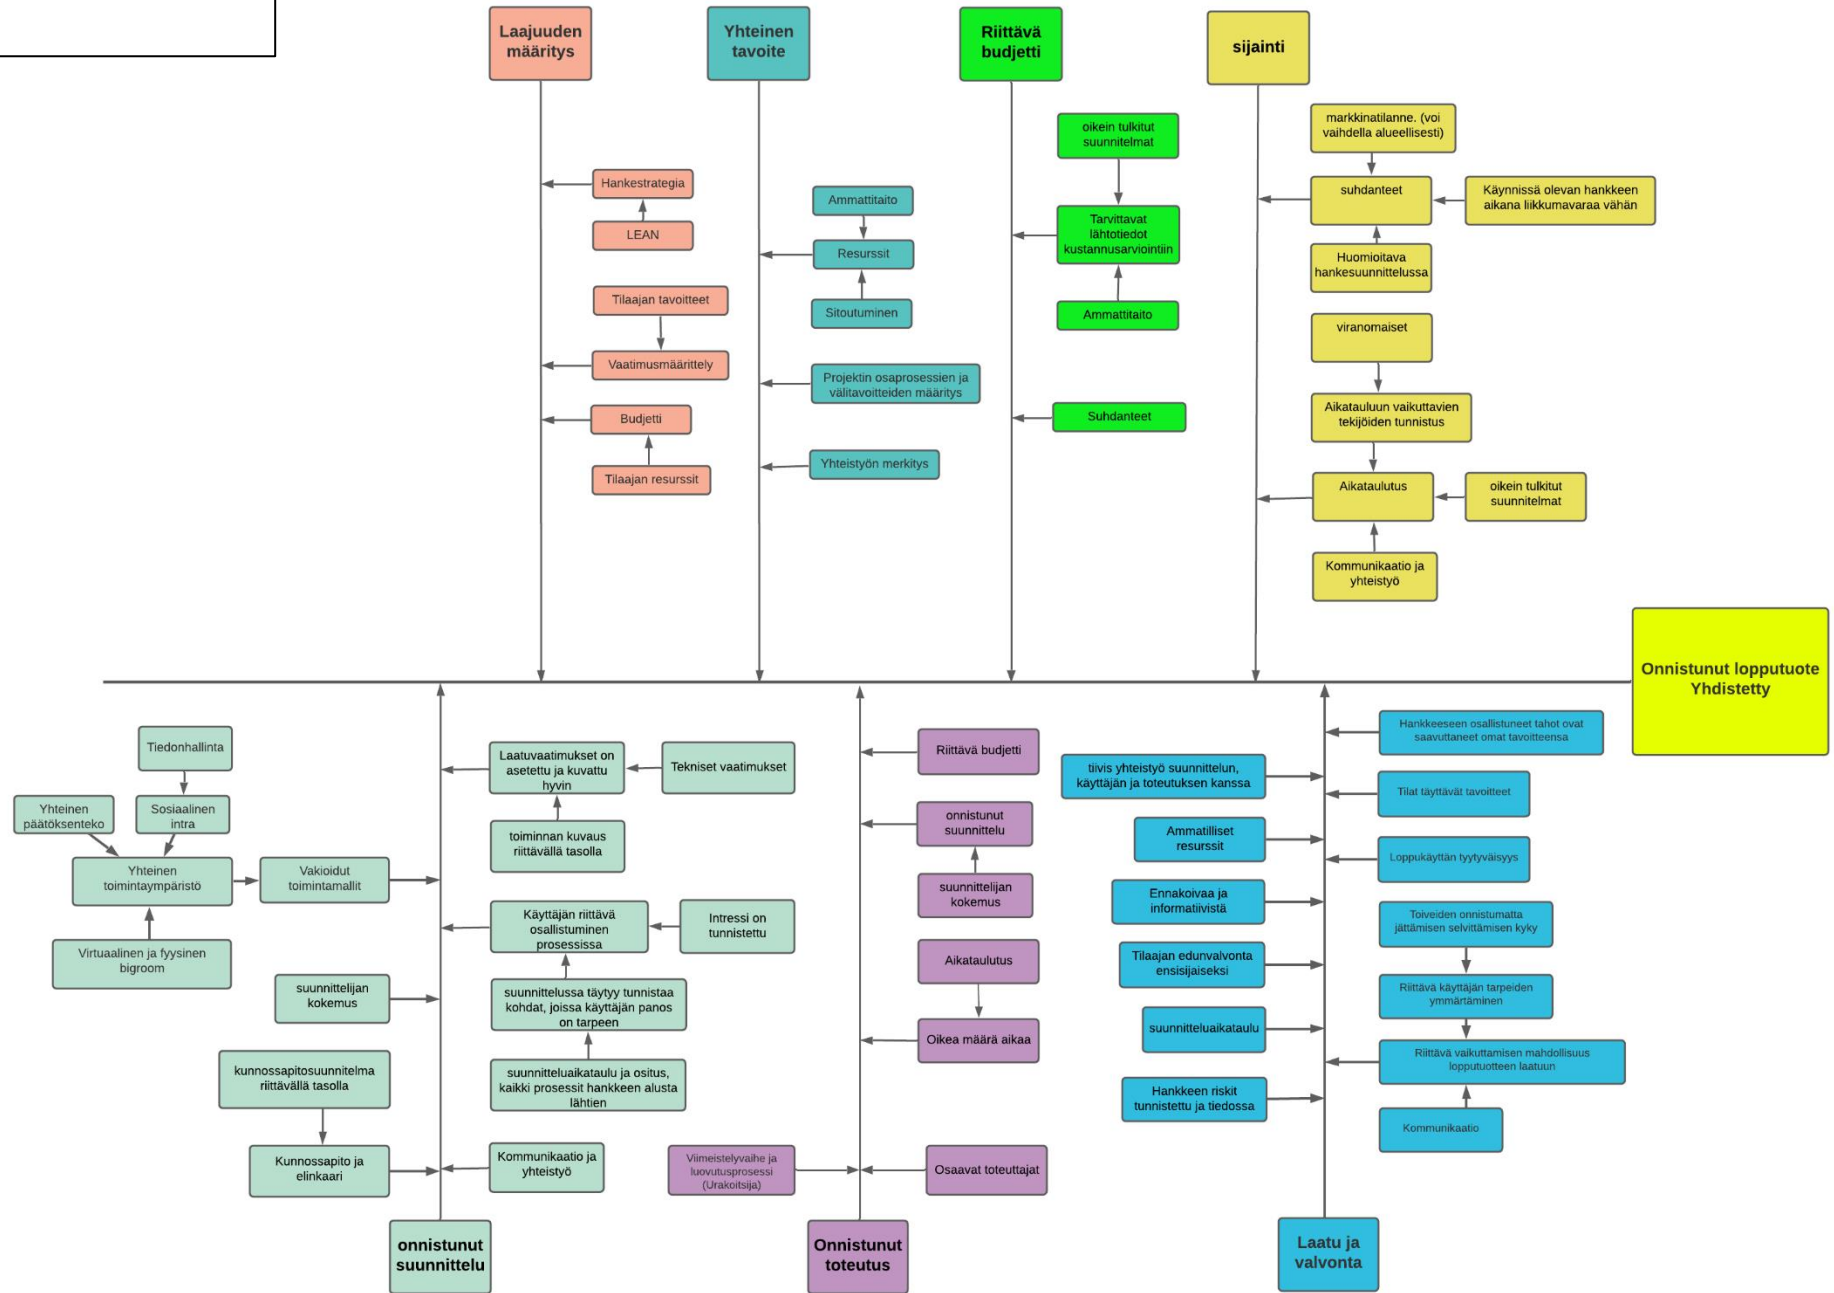 Laajuuden
määritys
Yhteinen
tavoite
Riittävä
budjetti
sijainti
Hankestrategia
LEAN
Tilaajan tavoitteet
Vaatimusmäärittely
Budjetti
Tilaajan resurssit
Ammattitaito
Resurssit
Sitoutuminen
Projektin osaprosessien ja
välitavoitteiden määritys
Yhteistyön merkitys
oikein tulkitut
suunnitelmat
Tarvittavat
lähtotiedot
kustannusarviointiin
Ammattitaito
Suhdanteet
markkinatilanne. (voi
vaihdella alueellisesti)
suhdanteet
Käynnissä olevan hankkeen
aikana liikkumavaraa vähän
Huomioitava
hankesuunnittelussa
viranomaiset
Aikatauluun vaikuttavien
tekijöiden tunnistus
Aikataulutus
oikein tulkitut
suunnitelmat
Kommunikaatio ja
yhteistyö
Onnistunut lopputuote
Yhdistetty
Tiedonhallinta
Yhteinen
päätöksenteko
Sosiaalinen
intra
Yhteinen
toimintaympäristö
Vakioidut
toimintamallit
Virtuaalinen ja fyysinen
bigroom
suunnittelijan
kokemus
kunnossapitosuunnitelma
riittävällä tasolla
Kunnossapito ja
elinkaari
Laatuvaatimukset on
asetettu ja kuvattu
hyvin
Tekniset vaatimukset
toiminnan kuvaus
riittävällä tasolla
Käyttäjän riittävä
osallistuminen
prosessissa
Intressi on
tunnistettu
suunnittelussa täytyy tunnistaa
kohdat, joissa käyttäjän panos
on tarpeen
suunnitteluaikataulu ja ositus,
kaikki prosessit hankkeen alusta
lähtien
Kommunikaatio ja
yhteistyö
onnistunut
suunnittelu
Riittävä budjetti
onnistunut
suunnittelu
suunnittelijan
kokemus
Aikataulutus
Oikea määrä aikaa
Viimeistelyvaihe ja
luovutusprosessi
(Urakoitsija)
Osaavat toteuttajat
Onnistunut
toteutus
tiivis yhteistyö suunnittelun,
käyttäjän ja toteutuksen kanssa
Ammatilliset
resurssit
Ennakoivaa ja
informatiivistä
Tilaajan edunvalvonta
ensisijaiseksi
suunnitteluaikataulu
Hankkeen riskit
tunnistettu ja tiedossa
Hankkeeseen osallistuneet tahot ovat
saavuttaneet omat tavoitteensa
Tilat täyttävät tavoitteet
Loppukäyttän tyytyväisyys
Toiveiden onnistumatta
jättämisen selvittämisen kyky
Riittävä käyttäjän tarpeiden
ymmärtäminen
Riittävä vaikuttamisen mahdollisuus
lopputuotteen laatuun
Kommunikaatio
Laatu ja
valvonta